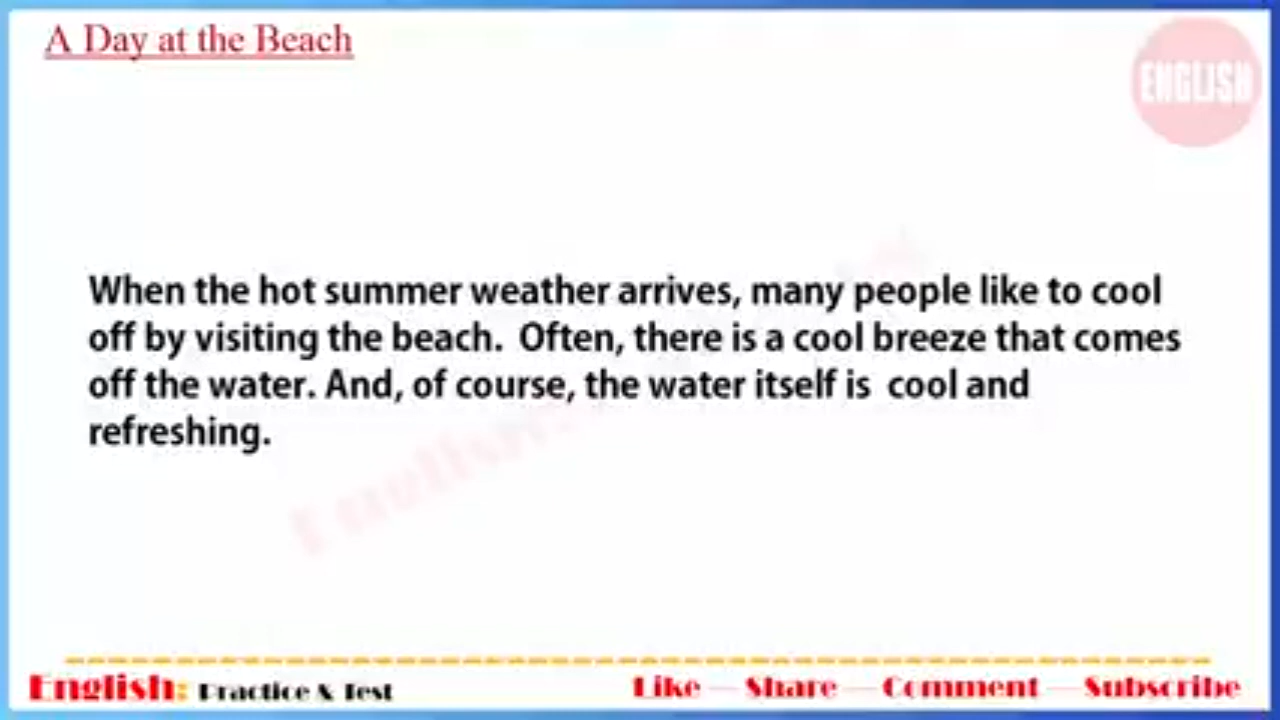 A Day at the Beach
ENGLISH
When the hot summer weather arrives, many people like to cool
off by visiting the beach. Often, there is a cool breeze that comes
off the water. And, of course, the water itself is cool and
refreshing.
English: Practice & Test
Like — Share — Comment — Subscribe